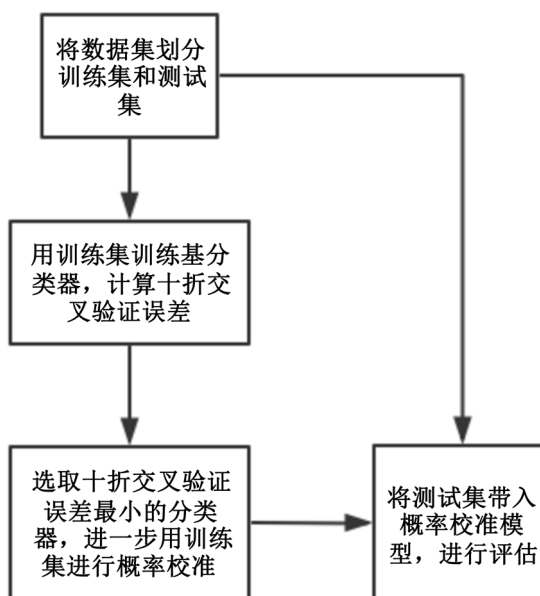 将数据集划分
训练集和测试
集
用训练集训练基分
类器，计算十折交
叉验证误差
选取十折交叉验证
误差最小的分类
器，进一步用训练
集进行概率校准
将测试集带入
概率校准模
型，进行评估